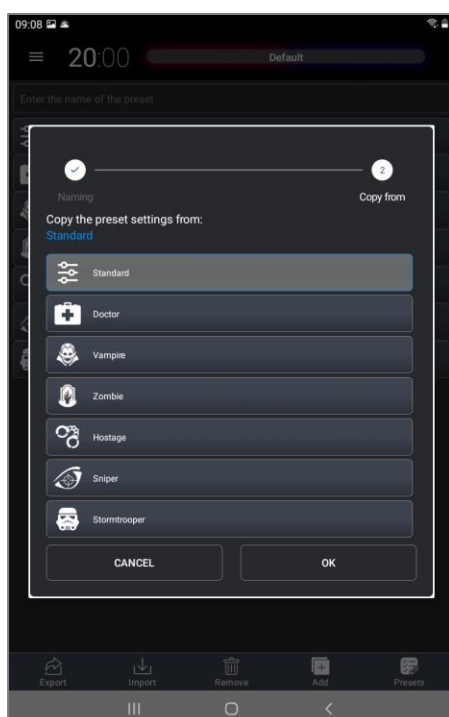 09:08
20:00
Default
Enter the name of the preset
2
Naming
Copy from
Copy the preset settings from:
Standard
Standard
Doctor
Vampire
Zombie
Hostage
Sniper
Stormtrooper
CANCEL
OK
Export
Import
Remove
Add
Presets